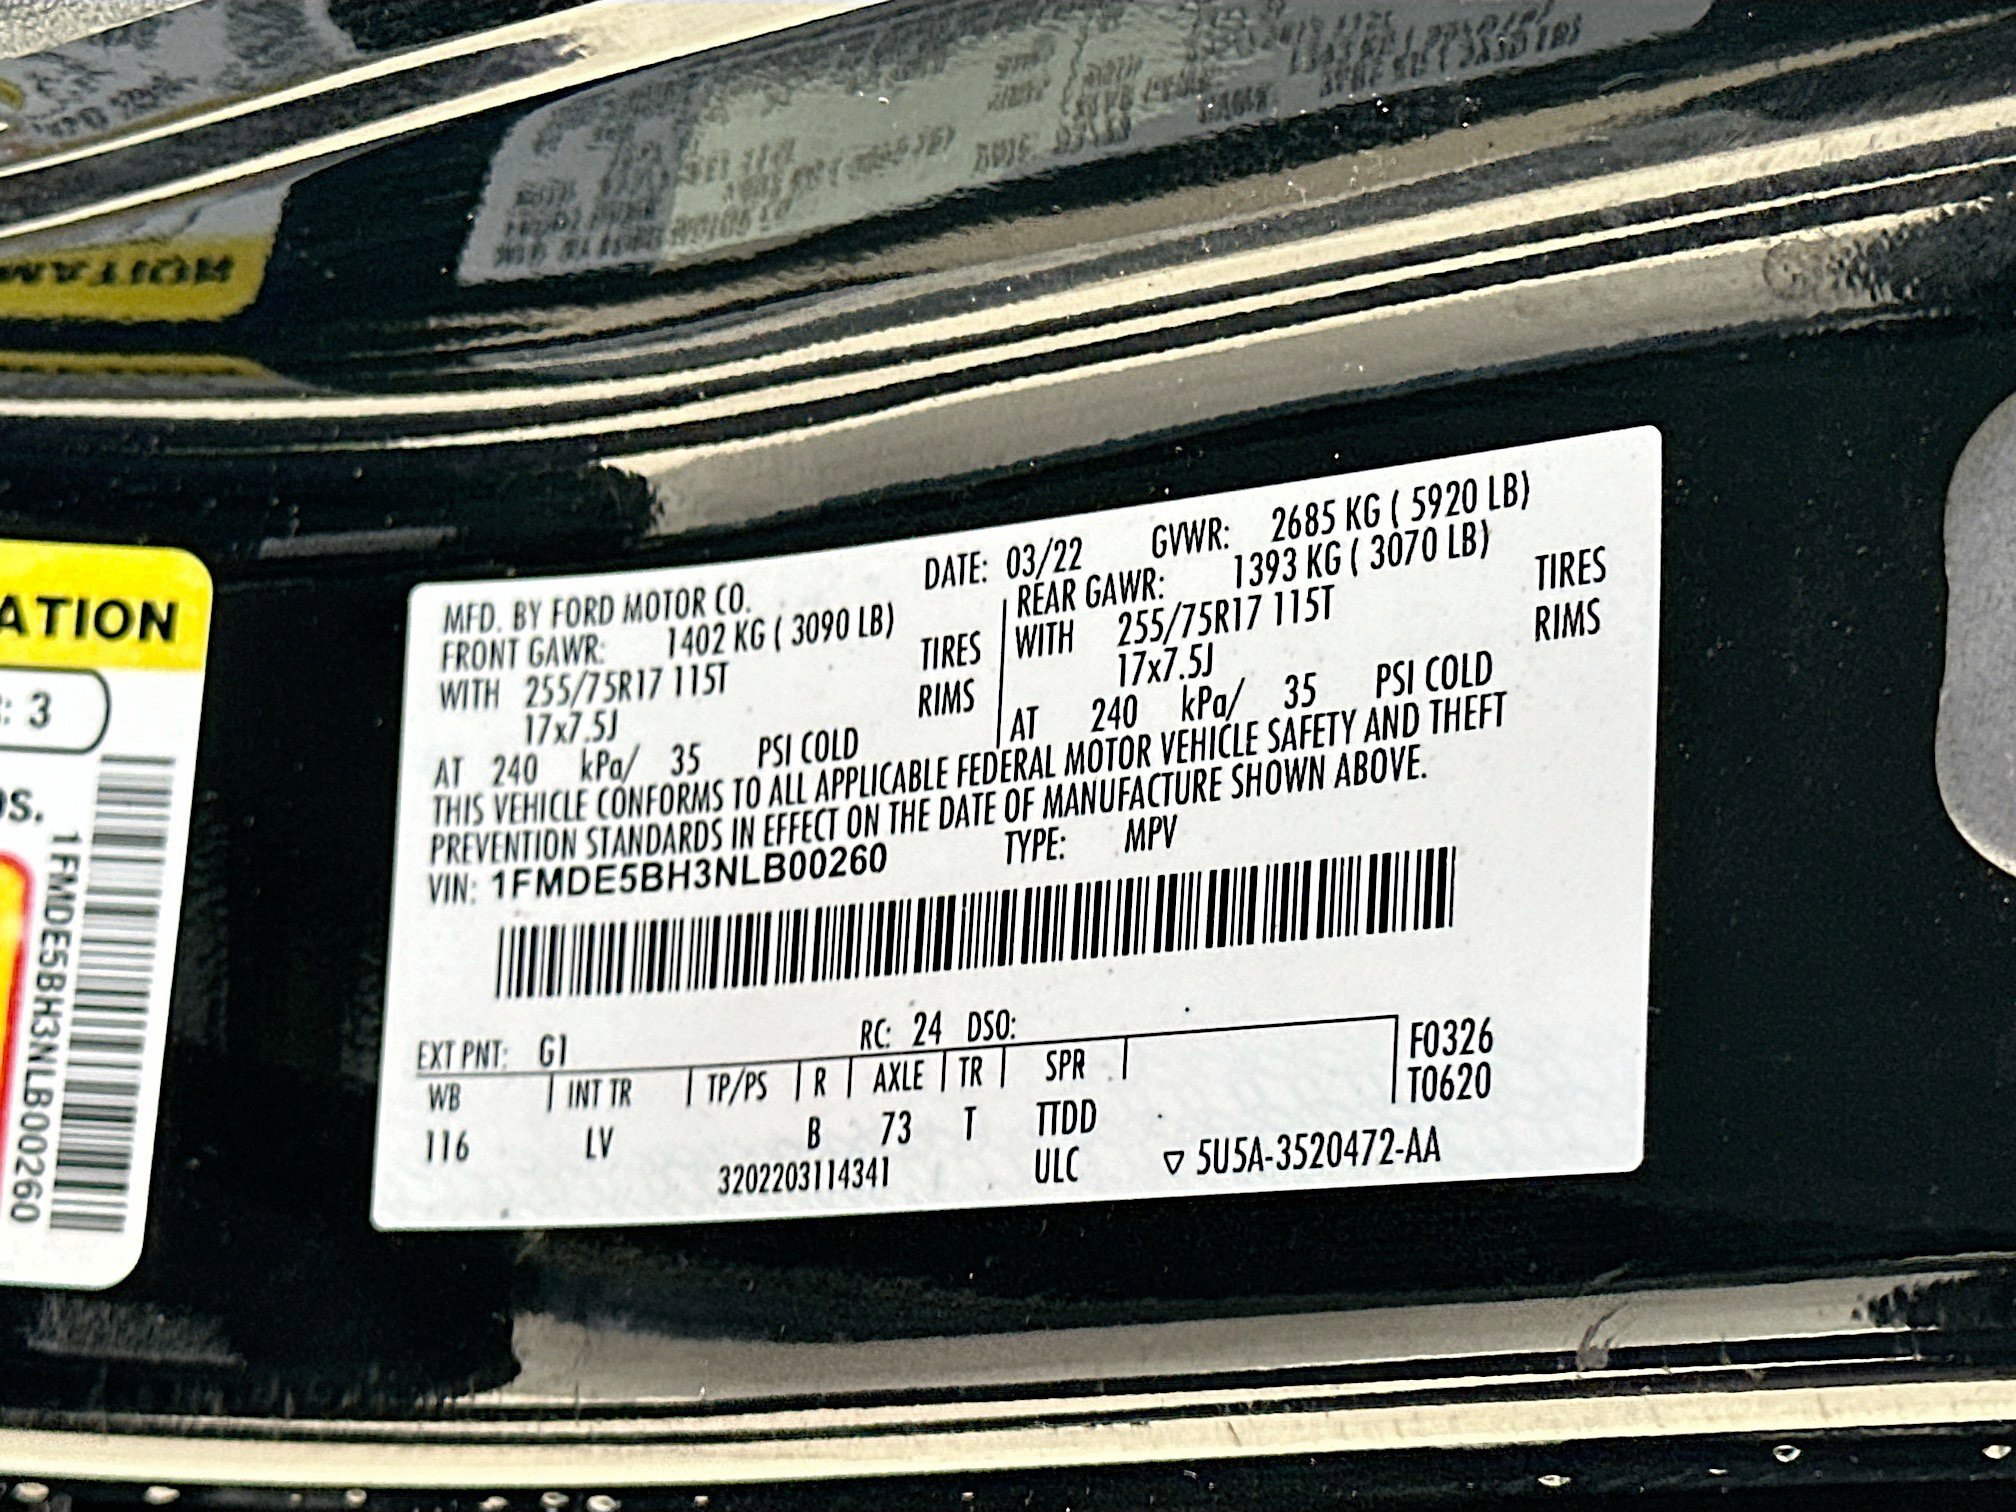 ATION
: 3
OS.
1FMDE5BH3NLB00260
MFD. BY FORD MOTOR CO. DATE: 03/22 GVWR: 2685 KG ( 5920 LB)
FRONT GAWR: 1402 KG ( 3090 LB) REAR GAWR: 1393 KG ( 3070 LB)
WITH 255/75R17 115T TIRES WITH 255/75R17 115T TIRES
17x7.5J RIMS 17x7.5J RIMS
AT 240 kPa/ 35 PSI COLD AT 240 kPa/ 35 PSI COLD
THIS VEHICLE CONFORMS TO ALL APPLICABLE FEDERAL MOTOR VEHICLE SAFETY AND THEFT
PREVENTION STANDARDS IN EFFECT ON THE DATE OF MANUFACTURE SHOWN ABOVE.
VIN: 1FMDE5BH3NLB00260 TYPE: MPV
EXT PNT: G1 RC: 24 DSO: F0326
WB INT TR TP/PS R AXLE TR SPR T0620
116 LV B 73 T TTDD
3202203114341 ULC ▽ 5U5A-3520472-AA